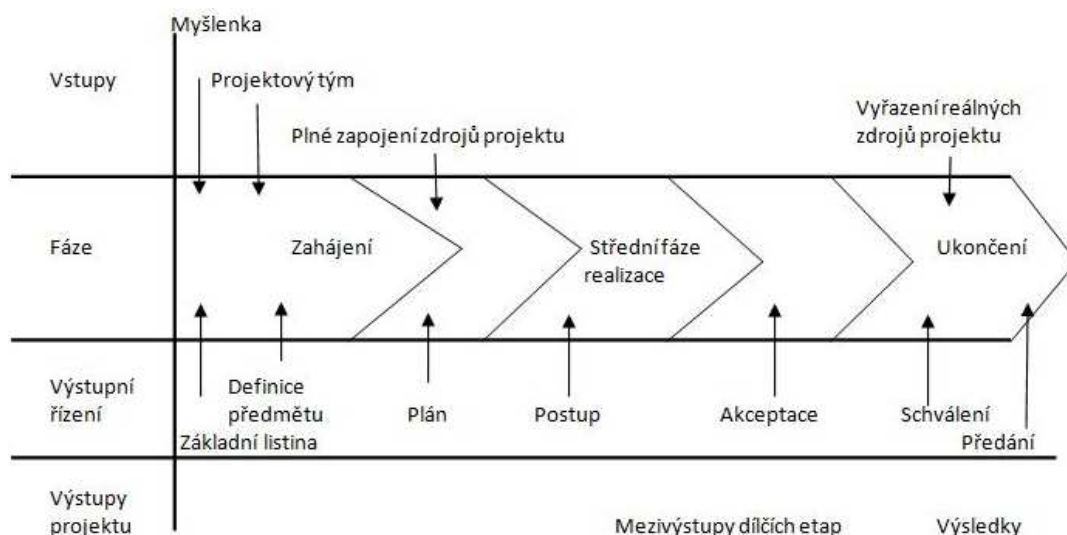 Myšlenka
Vstupy
Projektový tým
Plné zapojení zdrojů projektu
Vyřazení reálných
zdrojů projektu
Fáze
Zahájení
Střední fáze
realizace
Ukončení
Výstupní
řízení
Základní listina
Definice
předmětu
Plán
Postup
Akceptace
Schválení
Předání
Výstupy
projektu
Mezivýstupy dílčích etap
Výsledky